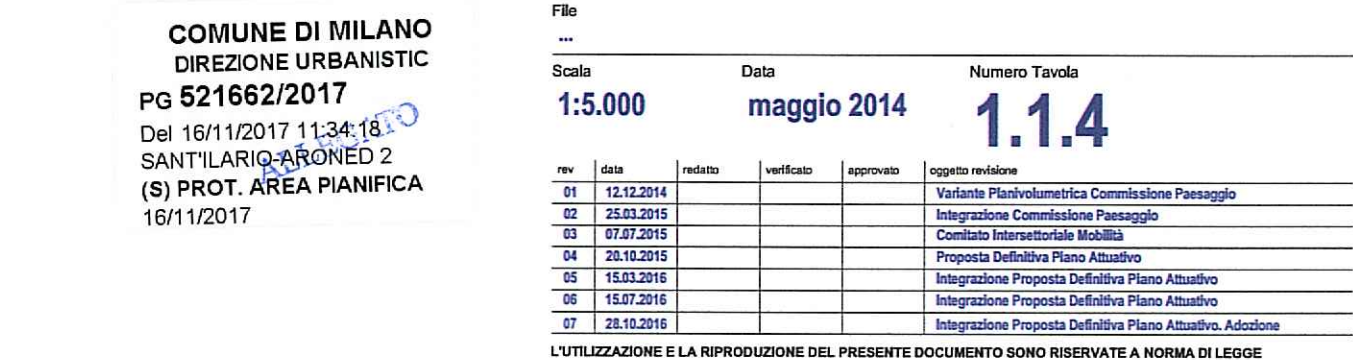 COMUNE DI MILANO
DIREZIONE URBANISTIC
PG 521662/2017
Del 16/11/2017 11:34:18
SANT'ILARIO-ARONED 2
(S) PROT. AREA PIANIFICA
16/11/2017
ALLEGATO
File
...
Scala Data Numero Tavola
1:5.000 maggio 2014 1.1.4
rev data redatto verificato approvato oggetto revisione
01 12.12.2014 Variante Planivolumetrica Commissione Paesaggio
02 25.03.2015 Integrazione Commissione Paesaggio
03 07.07.2015 Comitato Intersettoriale Mobilità
04 20.10.2015 Proposta Definitiva Piano Attuativo
05 15.03.2016 Integrazione Proposta Definitiva Piano Attuativo
06 15.07.2016 Integrazione Proposta Definitiva Piano Attuativo
07 28.10.2016 Integrazione Proposta Definitiva Piano Attuativo. Adozione
L'UTILIZZAZIONE E LA RIPRODUZIONE DEL PRESENTE DOCUMENTO SONO RISERVATE A NORMA DI LEGGE